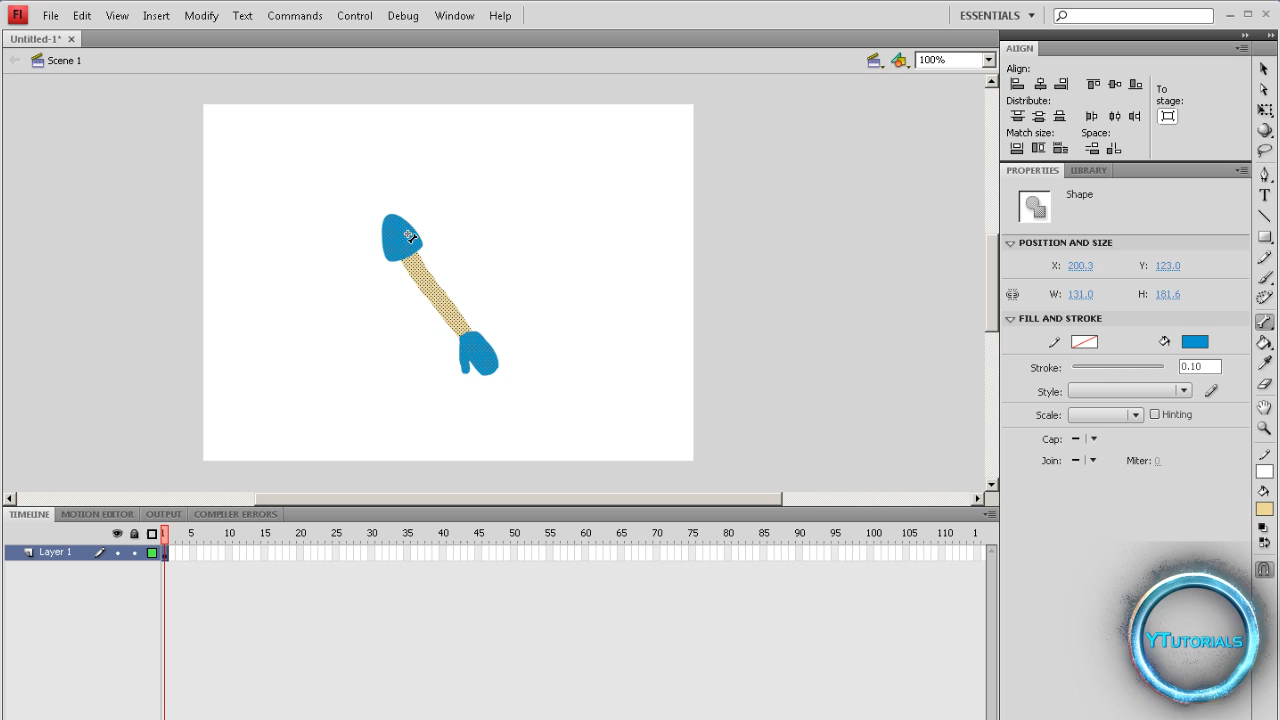 Fl File Edit View Insert Modify Text Commands Control Debug Window Help ESSENTIALS
Untitled-1*
Scene 1 100%
ALIGN
Align:
Distribute:
Match size: Space:
To stage:
PROPERTIES LIBRARY
Shape
POSITION AND SIZE
X: 200.3 Y: 123.0
W: 131.0 H: 181.6
FILL AND STROKE
Stroke: 0.10
Style:
Scale: Hinting
Cap:
Join: Miter: 0
TIMELINE MOTION EDITOR OUTPUT COMPILER ERRORS
1 5 10 15 20 25 30 35 40 45 50 55 60 65 70 75 80 85 90 95 100 105 110 1
Layer 1
YTUTORIALS